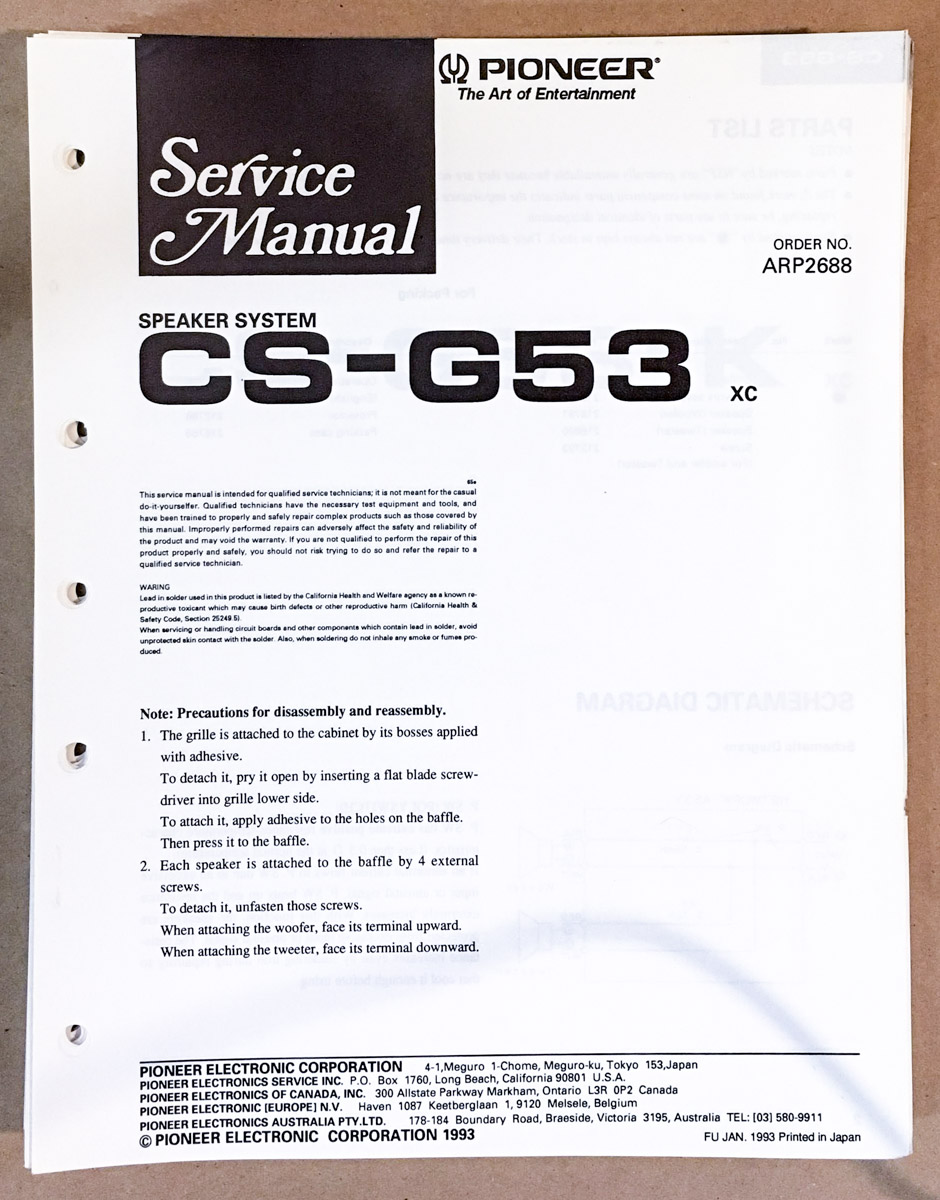 PIONEER®
The Art of Entertainment
Service
Manual
ORDER NO.
ARP2688
SPEAKER SYSTEM
CS-G53 XC
65e
This service manual is intended for qualified service technicians; it is not meant for the casual
do-it-yourselfer. Qualified technicians have the necessary test equipment and tools, and
have been trained to properly and safely repair complex products such as those covered by
this manual. Improperly performed repairs can adversely affect the safety and reliability of
the product and may void the warranty. If you are not qualified to perform the repair of this
product properly and safely, you should not risk trying to do so and refer the repair to a
qualified service technician.
WARING
Lead in solder used in this product is listed by the California Health and Welfare agency as a known re-
productive toxicant which may cause birth defects or other reproductive harm (California Health &
Safety Code, Section 25249.5).
When servicing or handling circuit boards and other components which contain lead in solder, avoid
unprotected skin contact with the solder. Also, when soldering do not inhale any smoke or fumes pro-
duced.
Note: Precautions for disassembly and reassembly.
1. The grille is attached to the cabinet by its bosses applied
with adhesive.
To detach it, pry it open by inserting a flat blade screw-
driver into grille lower side.
To attach it, apply adhesive to the holes on the baffle.
Then press it to the baffle.
2. Each speaker is attached to the baffle by 4 external
screws.
To detach it, unfasten those screws.
When attaching the woofer, face its terminal upward.
When attaching the tweeter, face its terminal downward.
PIONEER ELECTRONIC CORPORATION 4-1,Meguro 1-Chome, Meguro-ku, Tokyo 153,Japan
PIONEER ELECTRONICS SERVICE INC. P.O. Box 1760, Long Beach, California 90801 U.S.A.
PIONEER ELECTRONICS OF CANADA, INC. 300 Allstate Parkway Markham, Ontario L3R 0P2 Canada
PIONEER ELECTRONIC [EUROPE] N.V. Haven 1087 Keetberglaan 1, 9120 Melsele, Belgium
PIONEER ELECTRONICS AUSTRALIA PTY.LTD. 178-184 Boundary Road, Braeside, Victoria 3195, Australia TEL: [03] 580-9911
© PIONEER ELECTRONIC CORPORATION 1993
FU JAN. 1993 Printed in Japan